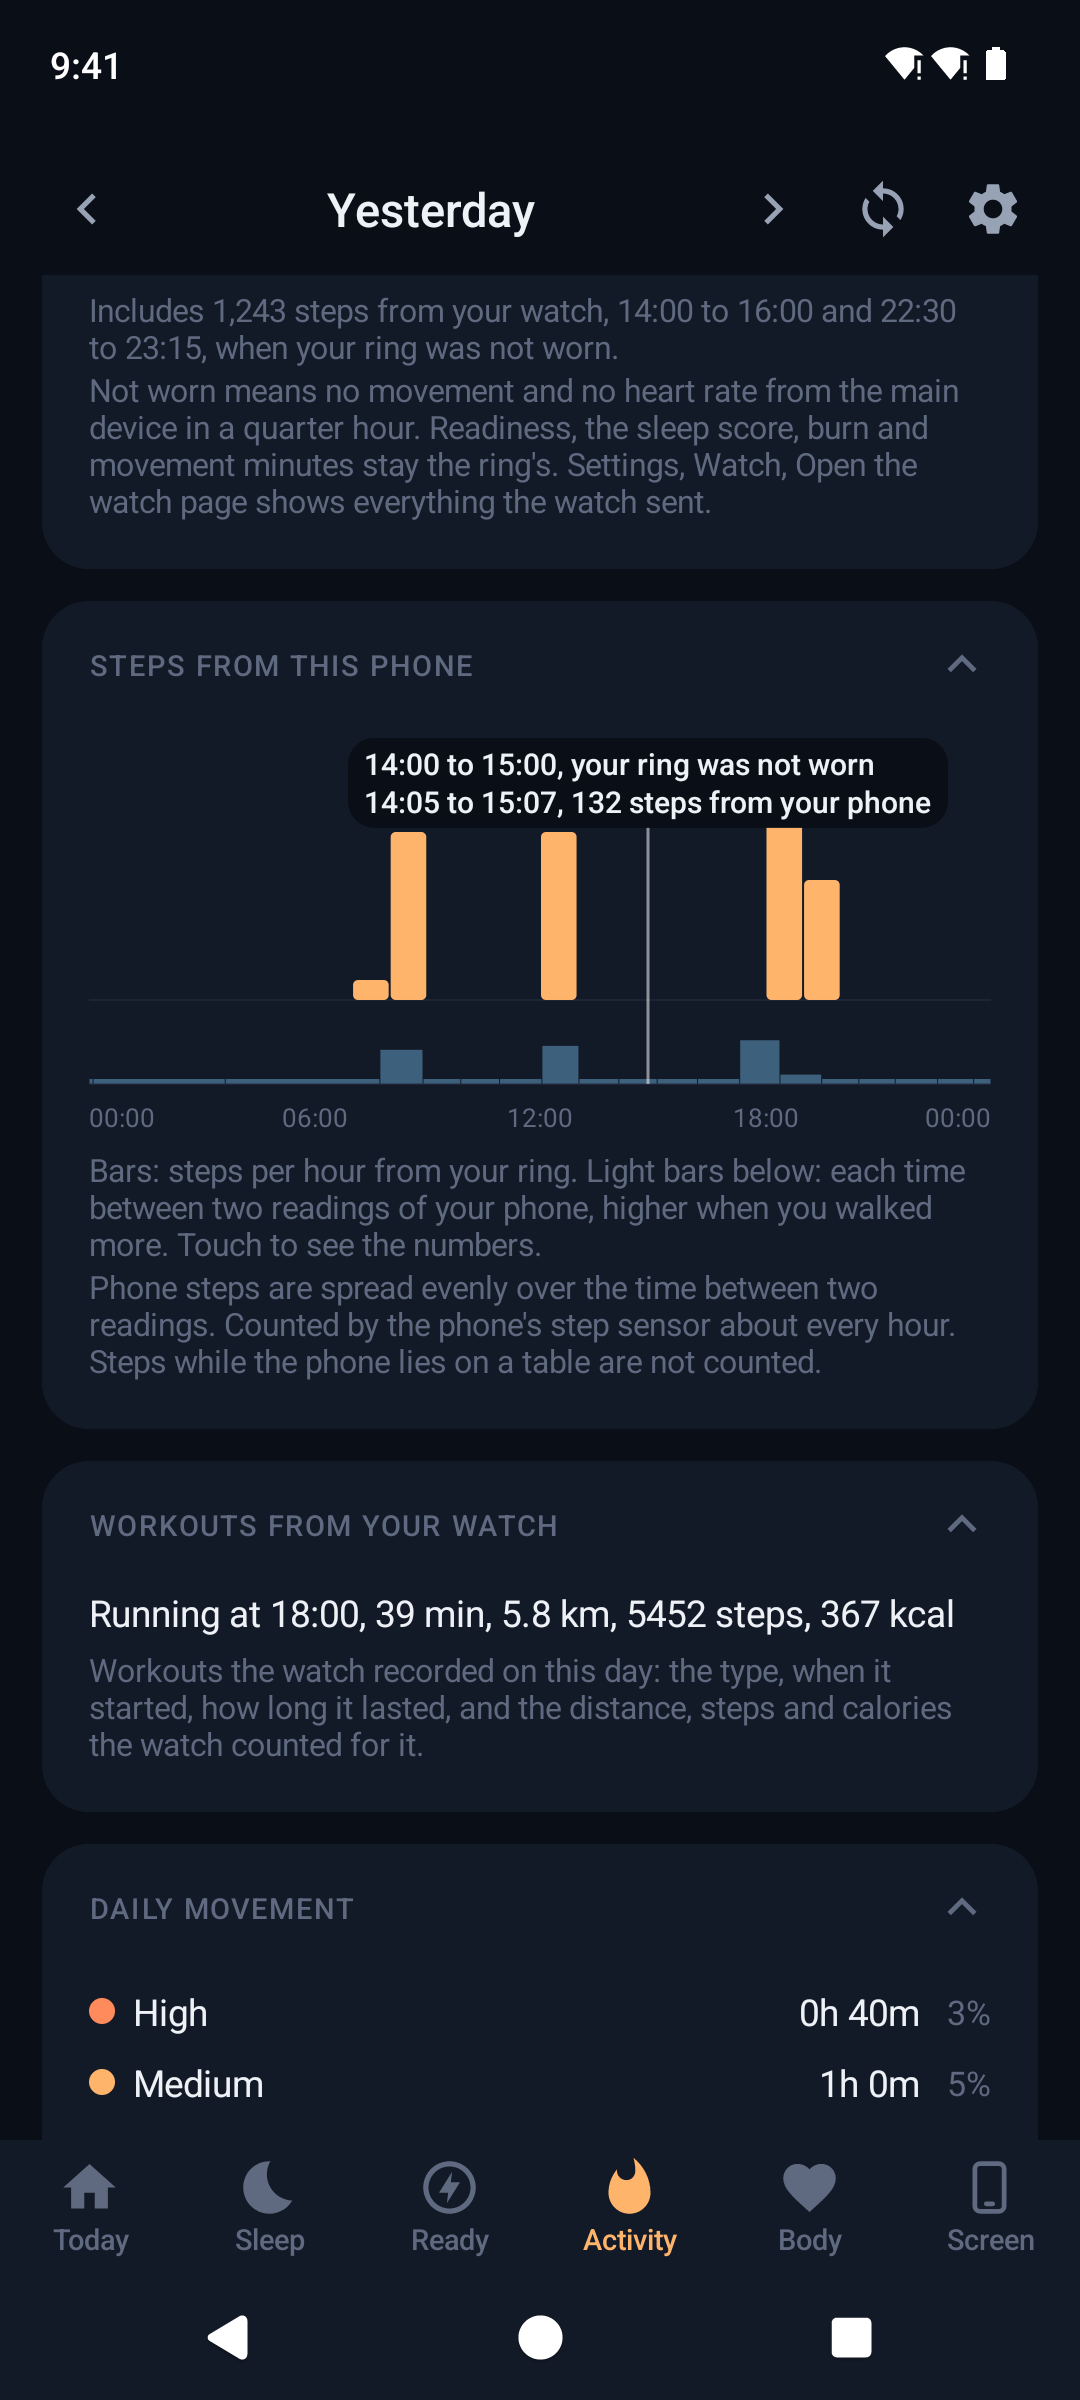 9:41
Yesterday
Includes 1,243 steps from your watch, 14:00 to 16:00 and 22:30
to 23:15, when your ring was not worn.
Not worn means no movement and no heart rate from the main
device in a quarter hour. Readiness, the sleep score, burn and
movement minutes stay the ring's. Settings, Watch, Open the
watch page shows everything the watch sent.
STEPS FROM THIS PHONE
14:00 to 15:00, your ring was not worn
14:05 to 15:07, 132 steps from your phone
00:00 06:00 12:00 18:00 00:00
Bars: steps per hour from your ring. Light bars below: each time
between two readings of your phone, higher when you walked
more. Touch to see the numbers.
Phone steps are spread evenly over the time between two
readings. Counted by the phone's step sensor about every hour.
Steps while the phone lies on a table are not counted.
WORKOUTS FROM YOUR WATCH
Running at 18:00, 39 min, 5.8 km, 5452 steps, 367 kcal
Workouts the watch recorded on this day: the type, when it
started, how long it lasted, and the distance, steps and calories
the watch counted for it.
DAILY MOVEMENT
High 0h 40m 3%
Medium 1h 0m 5%
Today Sleep Ready Activity Body Screen